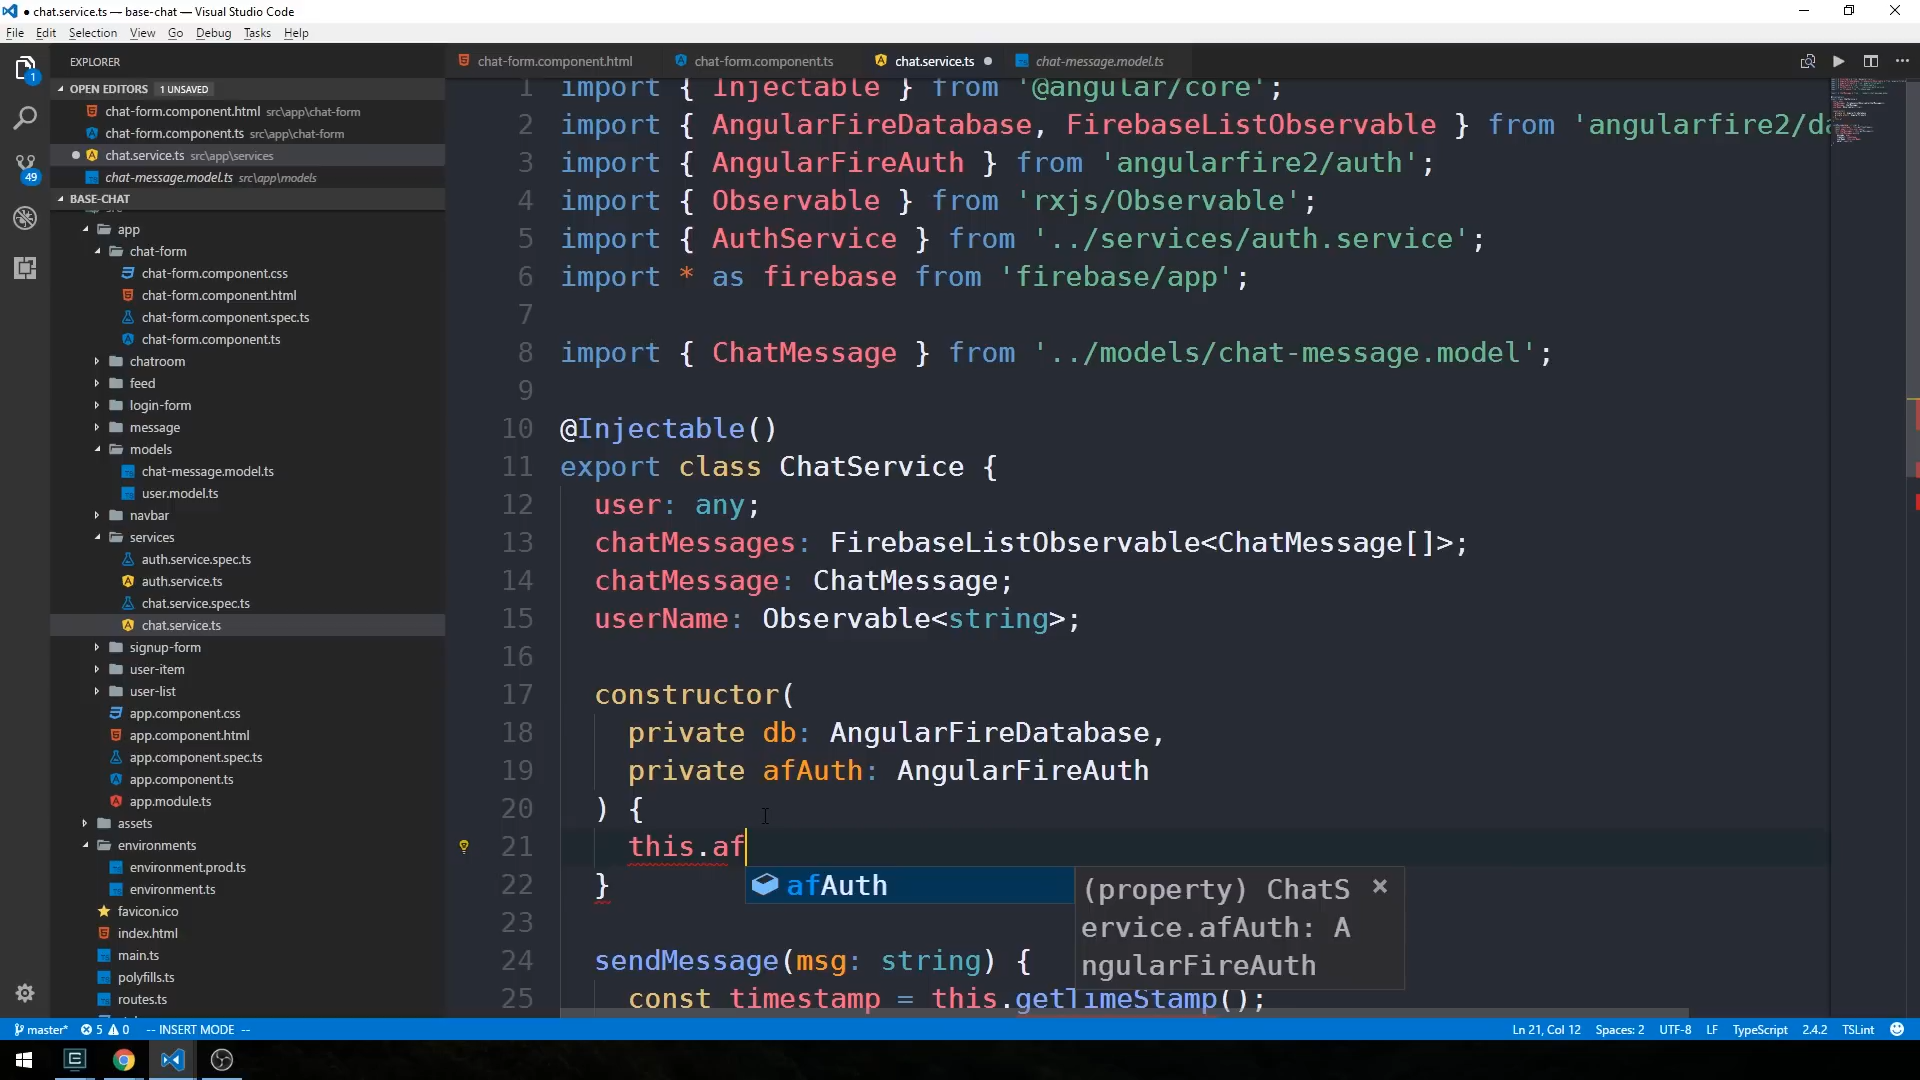 ● chat.service.ts — base-chat — Visual Studio Code
File Edit Selection View Go Debug Tasks Help
EXPLORER
OPEN EDITORS 1 UNSAVED
chat-form.component.html src\app\chat-form
chat-form.component.ts src\app\chat-form
chat.service.ts src\app\services
chat-message.model.ts src\app\models
BASE-CHAT
app
chat-form
chat-form.component.css
chat-form.component.html
chat-form.component.spec.ts
chat-form.component.ts
chatroom
feed
login-form
message
models
chat-message.model.ts
user.model.ts
navbar
services
auth.service.spec.ts
auth.service.ts
chat.service.spec.ts
chat.service.ts
signup-form
user-item
user-list
app.component.css
app.component.html
app.component.spec.ts
app.component.ts
app.module.ts
assets
environments
environment.prod.ts
environment.ts
favicon.ico
index.html
main.ts
polyfills.ts
routes.ts
1
49
chat-form.component.html chat-form.component.ts chat.service.ts ● chat-message.model.ts
1 import { Injectable } from '@angular/core';
2 import { AngularFireDatabase, FirebaseListObservable } from 'angularfire2/da
3 import { AngularFireAuth } from 'angularfire2/auth';
4 import { Observable } from 'rxjs/Observable';
5 import { AuthService } from '../services/auth.service';
6 import * as firebase from 'firebase/app';
7
8 import { ChatMessage } from '../models/chat-message.model';
9
10 @Injectable()
11 export class ChatService {
12 user: any;
13 chatMessages: FirebaseListObservable<ChatMessage[]>;
14 chatMessage: ChatMessage;
15 userName: Observable<string>;
16
17 constructor(
18 private db: AngularFireDatabase,
19 private afAuth: AngularFireAuth
20 ) {
21 this.af
22 }
23
24 sendMessage(msg: string) {
25 const timestamp = this.getTimeStamp();
afAuth
(property) ChatS
ervice.afAuth: A
ngularFireAuth
master* 5 0 -- INSERT MODE -- Ln 21, Col 12 Spaces: 2 UTF-8 LF TypeScript 2.4.2 TSLint